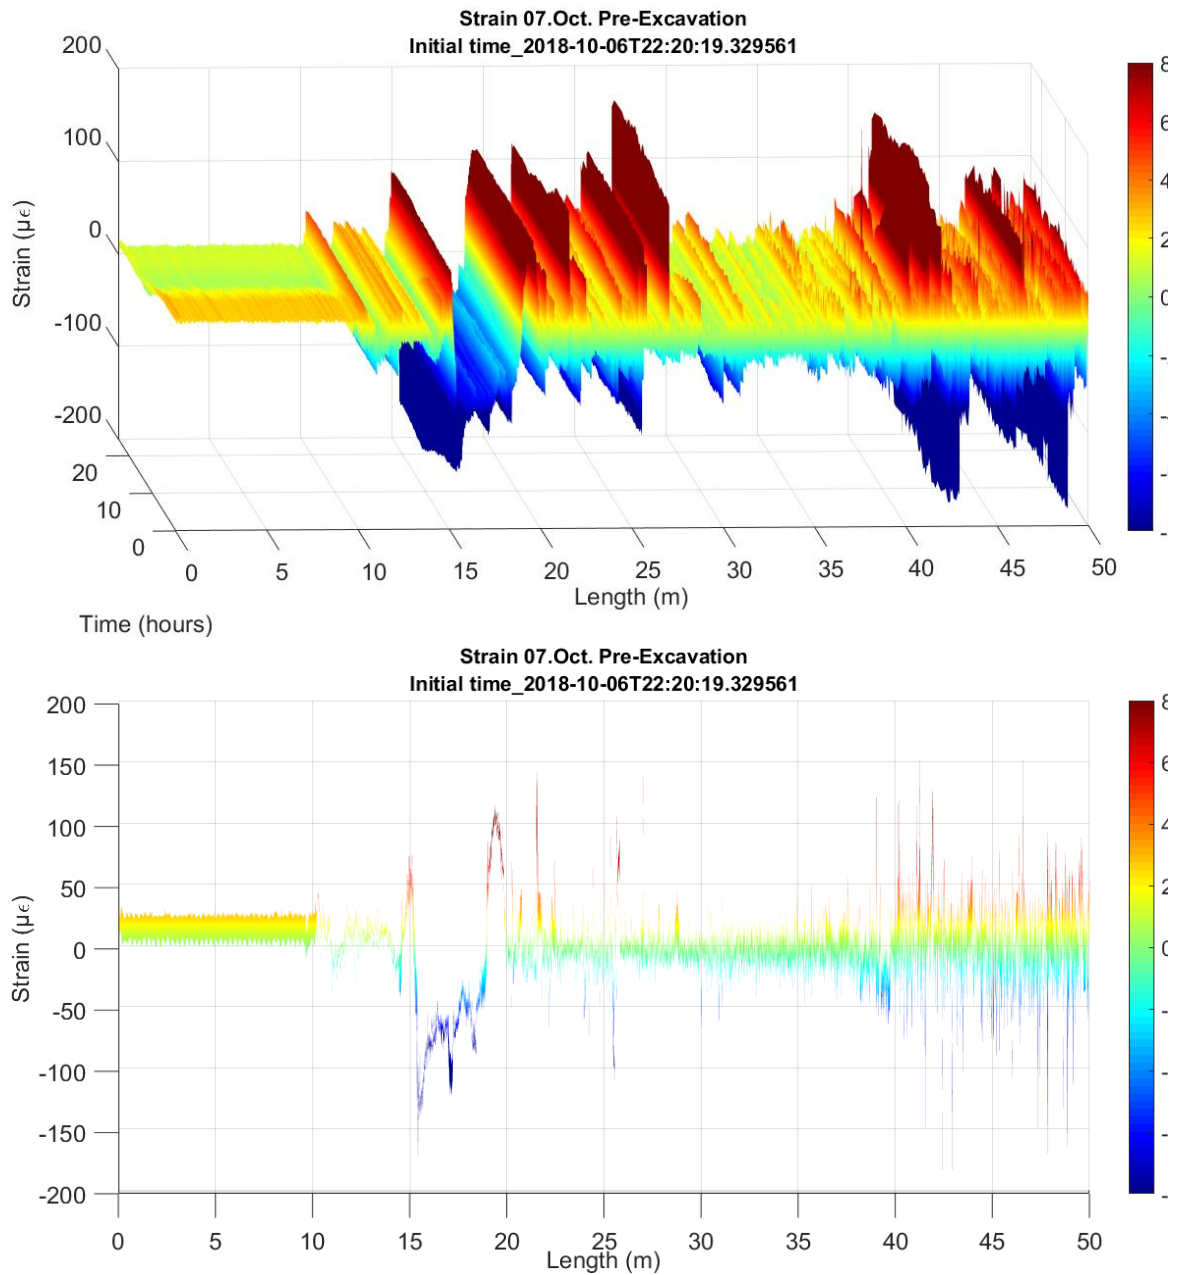 Strain 07.Oct. Pre-Excavation
Initial time_2018-10-06T22:20:19.329561
200
100
0
-100
-200
Strain (µϵ)
20
10
0
Time (hours)
0 5 10 15 20 25 30 35 40 45 50
Length (m)
Strain 07.Oct. Pre-Excavation
Initial time_2018-10-06T22:20:19.329561
200
150
100
50
0
-50
-100
-150
-200
Strain (µϵ)
0 5 10 15 20 25 30 35 40 45 50
Length (m)